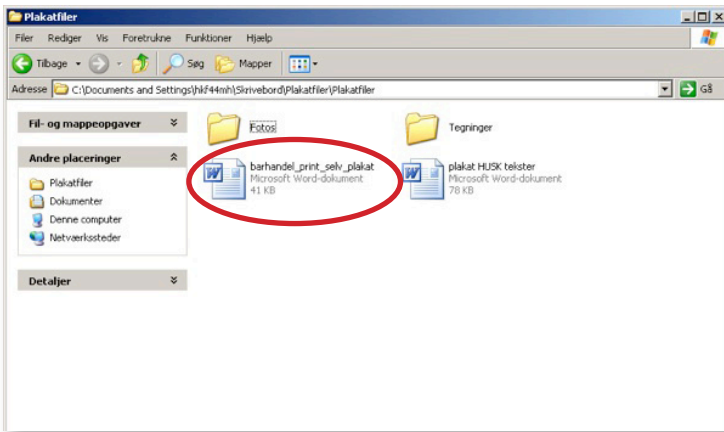 Plakatfiler
Filer Rediger Vis Foretrukne Funktioner Hjælp
Tilbage Søg Mapper
Adresse C:\Documents and Settings\hkf44mh\Skrivebord\Plakatfiler\Plakatfiler Gå
Fil- og mappeopgaver
Andre placeringer
Plakatfiler
Dokumenter
Denne computer
Netværkssteder
Detaljer
Fotos
Tegninger
barhandel_print_selv_plakat
Microsoft Word-dokument
41 KB
plakat HUSK tekster
Microsoft Word-dokument
78 KB